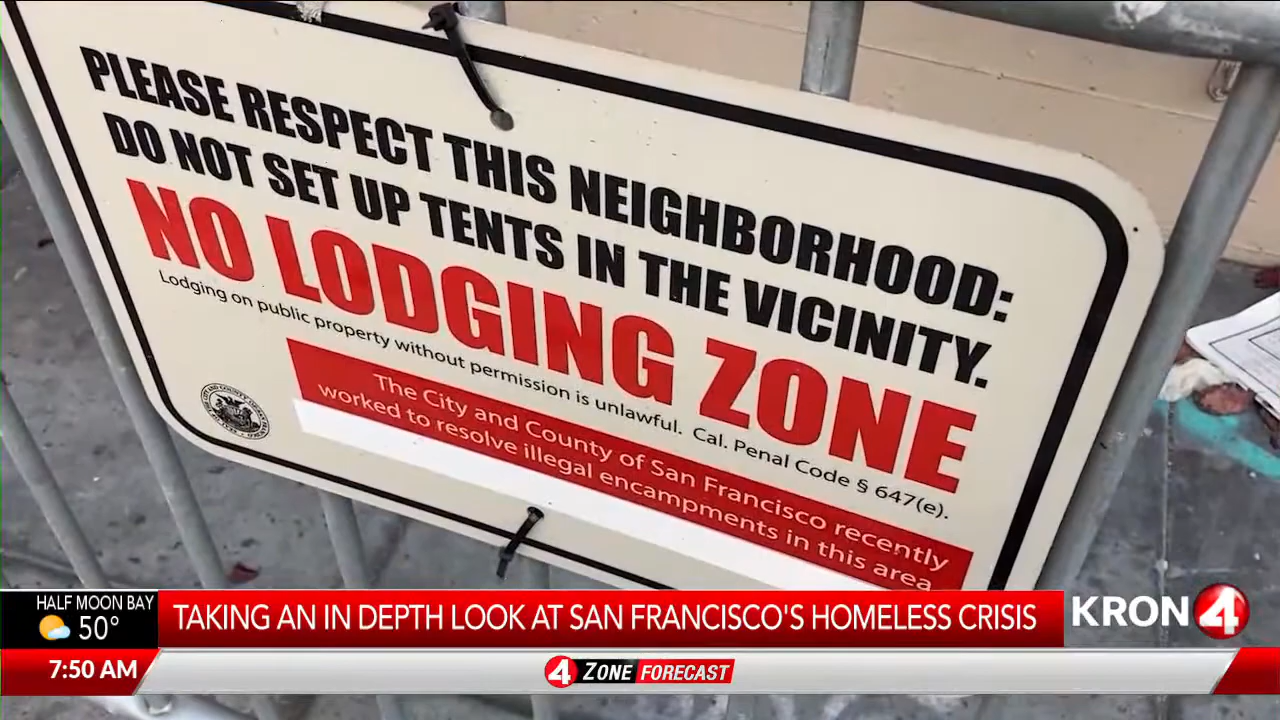 PLEASE RESPECT THIS NEIGHBORHOOD:
DO NOT SET UP TENTS IN THE VICINITY.
NO LODGING ZONE
Lodging on public property without permission is unlawful. Cal. Penal Code § 647(e).
The City and County of San Francisco recently
worked to resolve illegal encampments in this area
HALF MOON BAY
50°
TAKING AN IN DEPTH LOOK AT SAN FRANCISCO'S HOMELESS CRISIS
KRON 4
7:50 AM
4 ZONE FORECAST